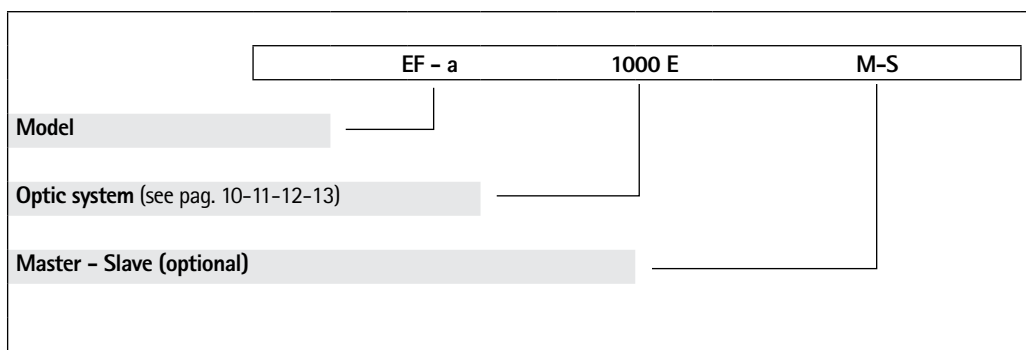 EF - a 1000 E M-S
Model
Optic system (see pag. 10-11-12-13)
Master - Slave (optional)